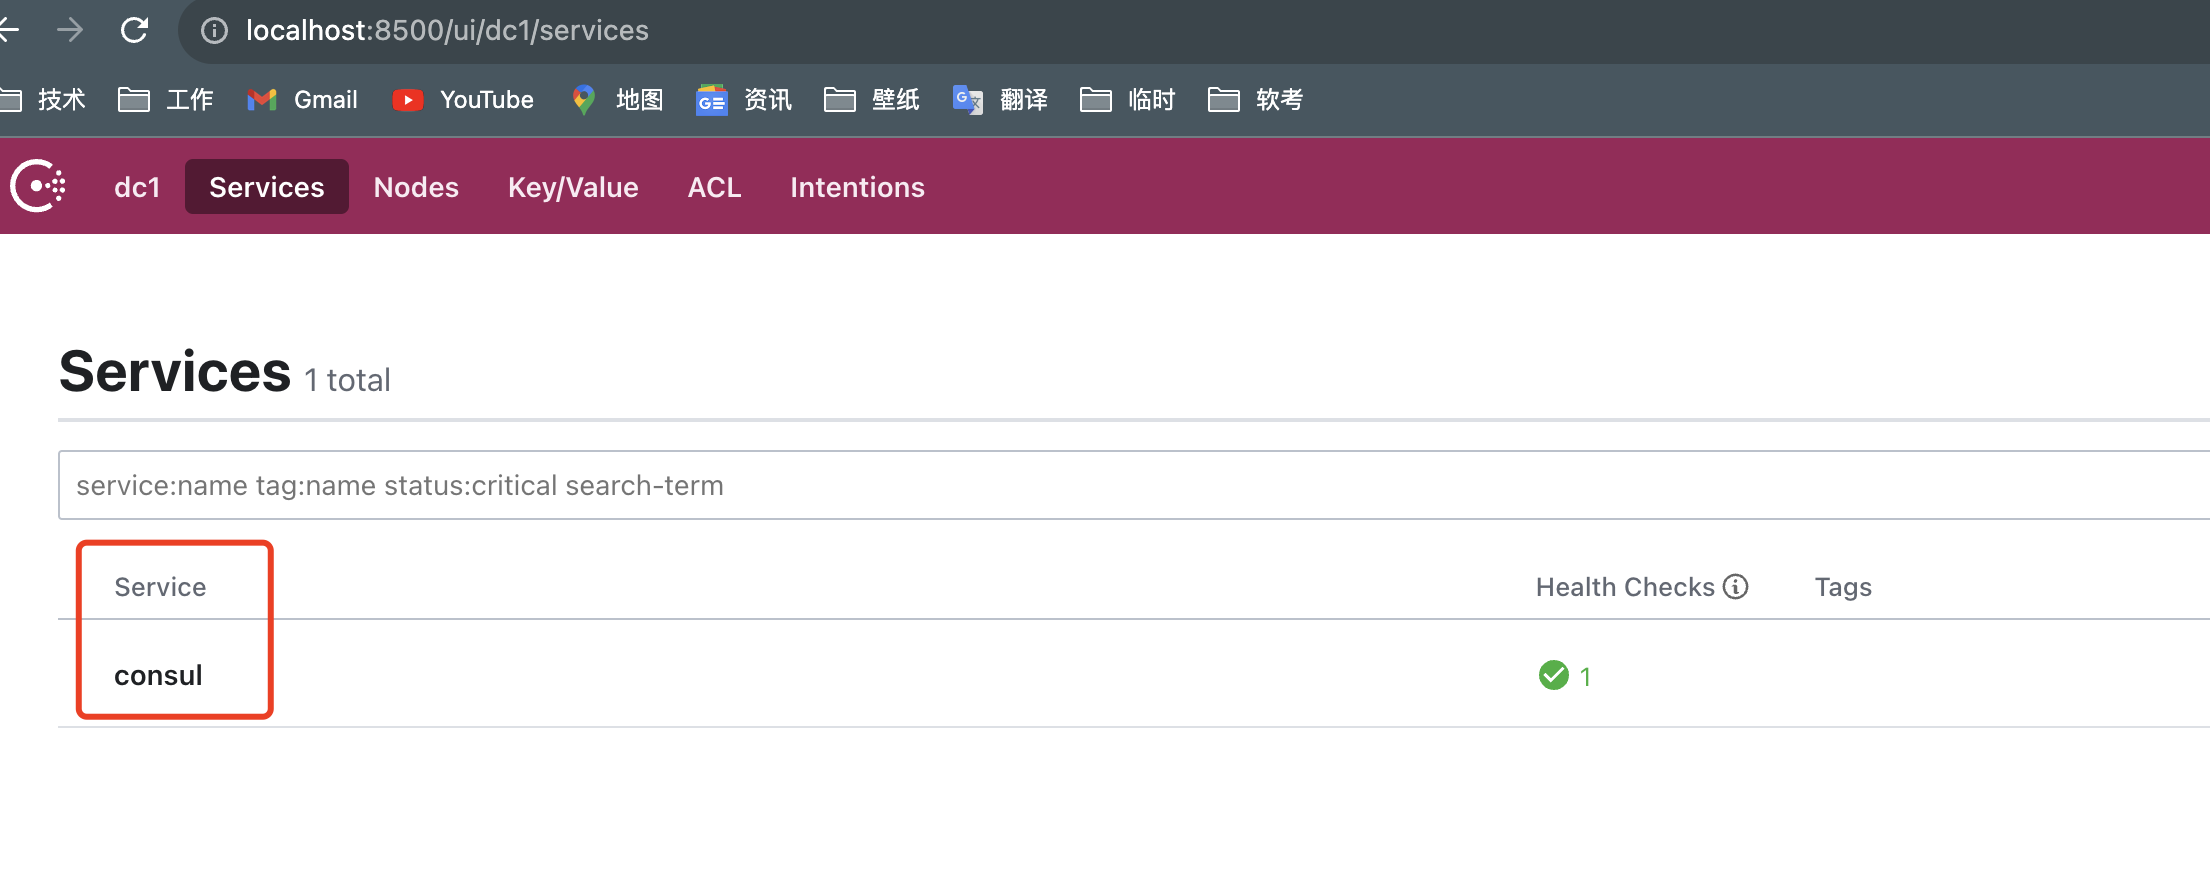 localhost:8500/ui/dc1/services
技术 工作 Gmail YouTube 地图 资讯 壁纸 翻译 临时 软考
dc1 Services Nodes Key/Value ACL Intentions
Services 1 total
service:name tag:name status:critical search-term
Service Health Checks Tags
consul 1